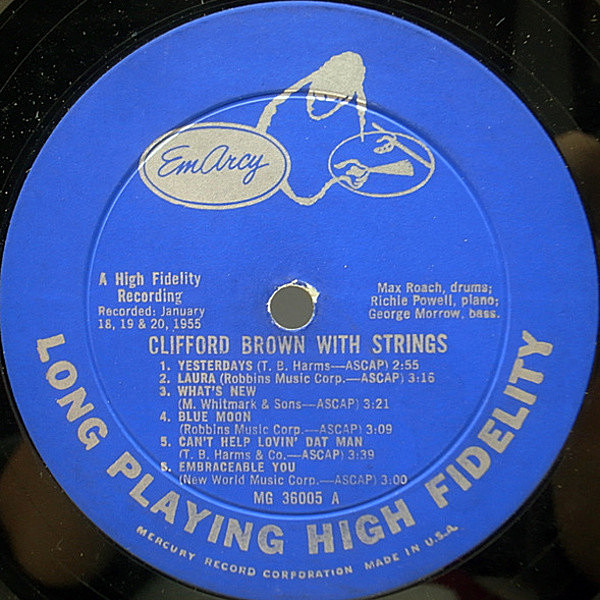 EmArcy
A High Fidelity
Recording
Recorded: January
18, 19 & 20, 1955
Max Roach, drums;
Richie Powell, piano;
George Morrow, bass.
CLIFFORD BROWN WITH STRINGS
1. YESTERDAYS (T. B. Harms—ASCAP) 2:55
2. LAURA (Robbins Music Corp.—ASCAP) 3:16
3. WHAT'S NEW
(M. Whitmark & Sons—ASCAP) 3:21
4. BLUE MOON
(Robbins Music Corp.—ASCAP) 3:09
5. CAN'T HELP LOVIN' DAT MAN
(T. B. Harms & Co.—ASCAP) 3:39
6. EMBRACEABLE YOU
(New World Music Corp.—ASCAP) 3:00
MG 36005 A
LONG PLAYING HIGH FIDELITY
MERCURY RECORD CORPORATION MADE IN U.S.A.